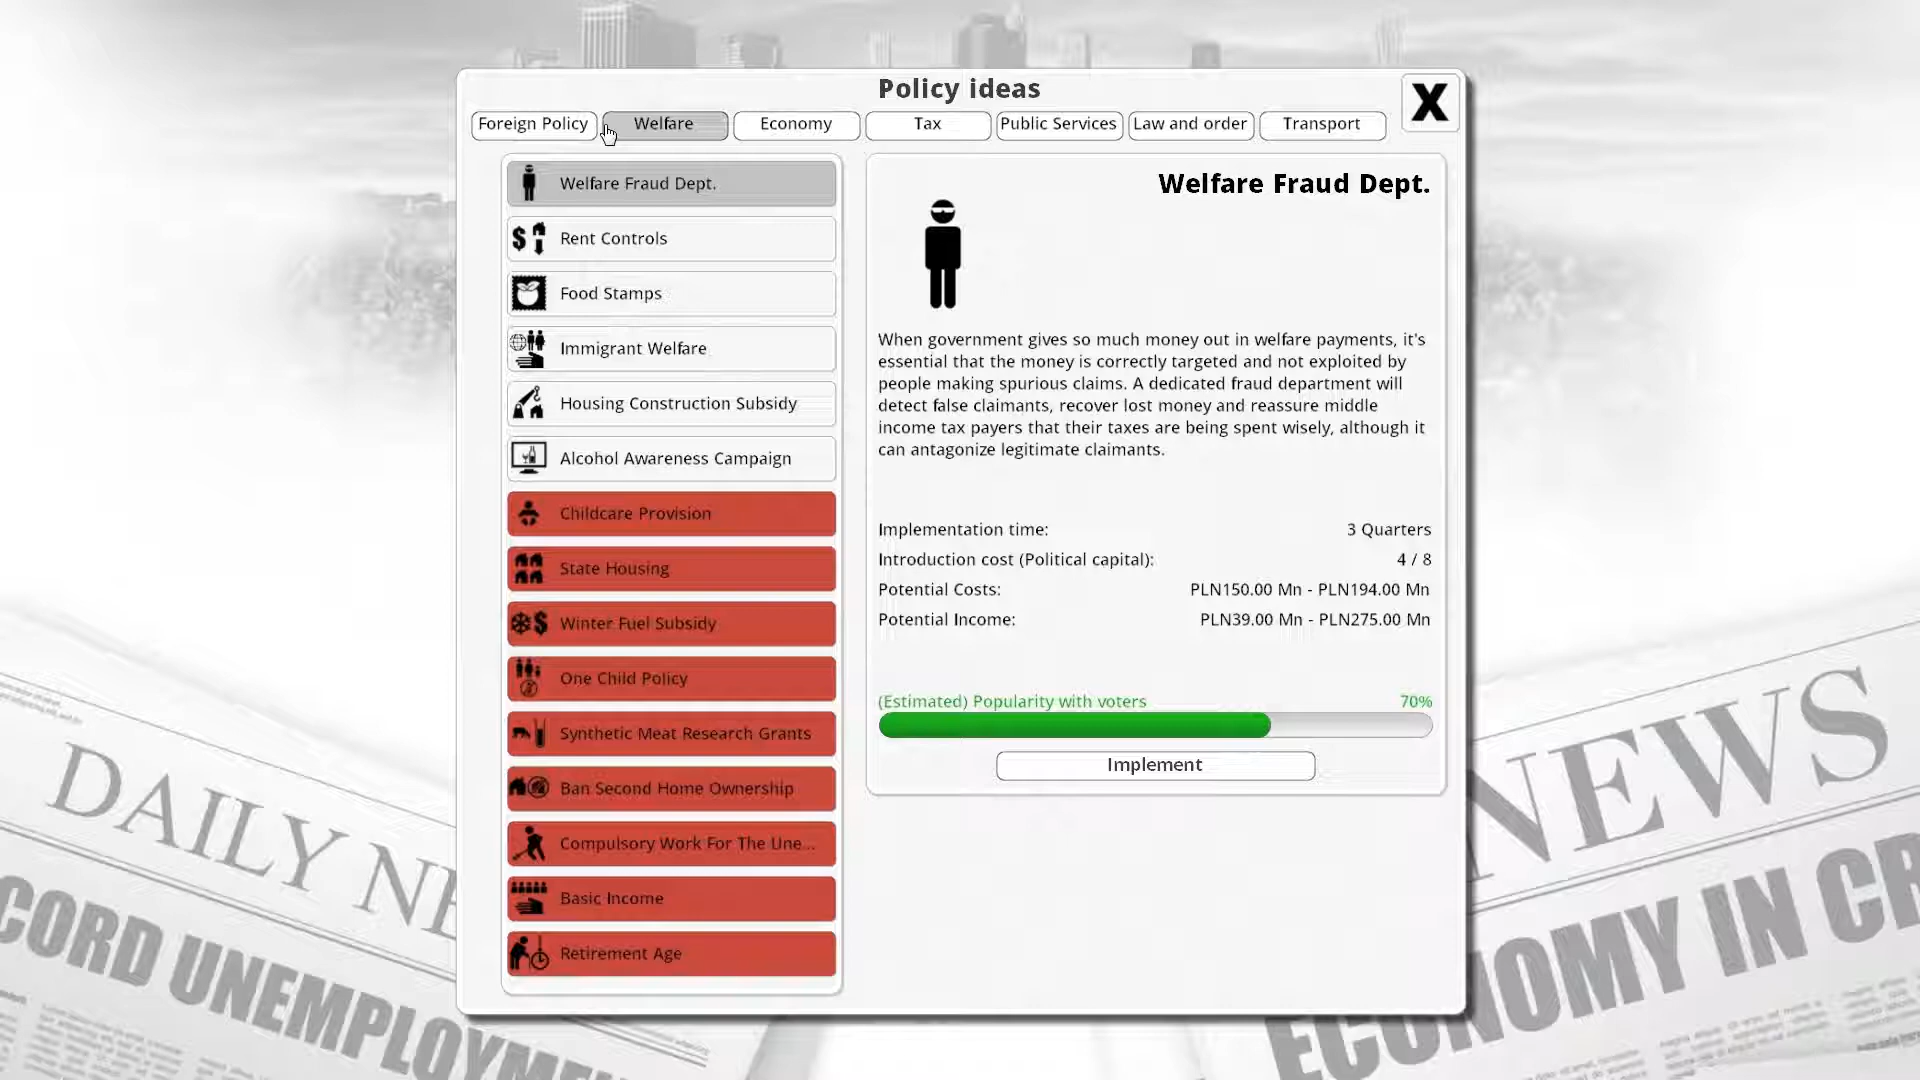 Policy ideas
X
Foreign Policy
Welfare
Economy
Tax
Public Services
Law and order
Transport
Welfare Fraud Dept.
Rent Controls
Food Stamps
Immigrant Welfare
Housing Construction Subsidy
Alcohol Awareness Campaign
Childcare Provision
State Housing
Winter Fuel Subsidy
One Child Policy
Synthetic Meat Research Grants
Ban Second Home Ownership
Compulsory Work For The Une...
Basic Income
Retirement Age
Welfare Fraud Dept.
When government gives so much money out in welfare payments, it's
essential that the money is correctly targeted and not exploited by
people making spurious claims. A dedicated fraud department will
detect false claimants, recover lost money and reassure middle
income tax payers that their taxes are being spent wisely, although it
can antagonize legitimate claimants.
Implementation time: 3 Quarters
Introduction cost (Political capital): 4 / 8
Potential Costs: PLN150.00 Mn - PLN194.00 Mn
Potential Income: PLN39.00 Mn - PLN275.00 Mn
(Estimated) Popularity with voters 70%
Implement
DAILY NE
CORD UNEMPLOYME
NEWS
ECONOMY IN CR